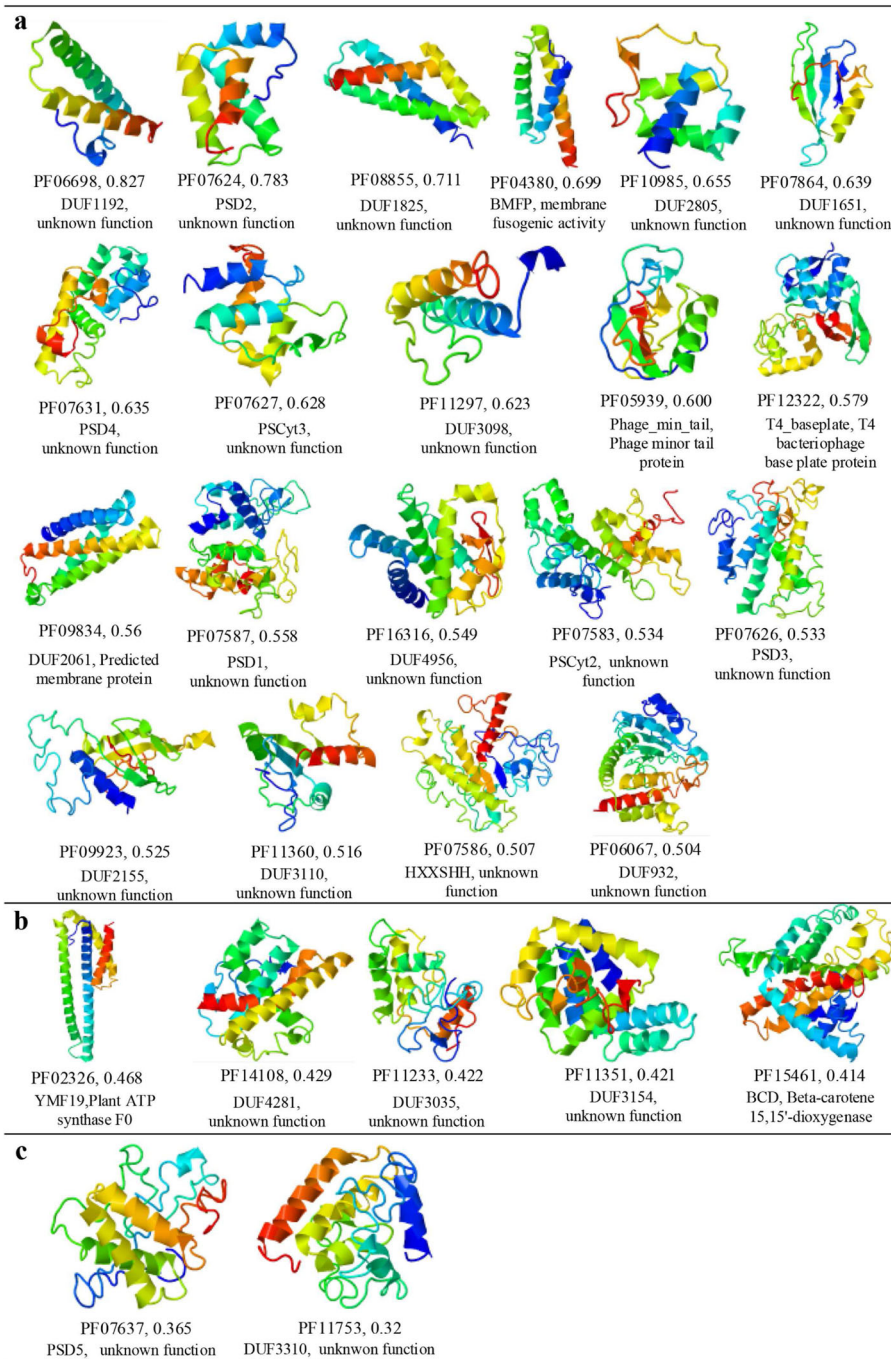 a
PF06698, 0.827
DUF1192,
unknown function
PF07624, 0.783
PSD2,
unknown function
PF08855, 0.711
DUF1825,
unknown function
PF04380, 0.699
BMFP, membrane
fusogenic activity
PF10985, 0.655
DUF2805,
unknown function
PF07864, 0.639
DUF1651,
unknown function
PF07631, 0.635
PSD4,
unknown function
PF07627, 0.628
PSCyt3,
unknown function
PF11297, 0.623
DUF3098,
unknown function
PF05939, 0.600
Phage_min_tail,
Phage minor tail
protein
PF12322, 0.579
T4_baseplate, T4
bacteriophage
base plate protein
PF09834, 0.56
DUF2061, Predicted
membrane protein
PF07587, 0.558
PSD1,
unknown function
PF16316, 0.549
DUF4956,
unknown function
PF07583, 0.534
PSCyt2, unknown
function
PF07626, 0.533
PSD3,
unknown function
PF09923, 0.525
DUF2155,
unknown function
PF11360, 0.516
DUF3110,
unknown function
PF07586, 0.507
HXXSHH, unknown
function
PF06067, 0.504
DUF932,
unknown function
b
PF02326, 0.468
YMF19,Plant ATP
synthase F0
PF14108, 0.429
DUF4281,
unknown function
PF11233, 0.422
DUF3035,
unknown function
PF11351, 0.421
DUF3154,
unknown function
PF15461, 0.414
BCD, Beta-carotene
15,15'-dioxygenase
c
PF07637, 0.365
PSD5, unknown function
PF11753, 0.32
DUF3310, unknwon function